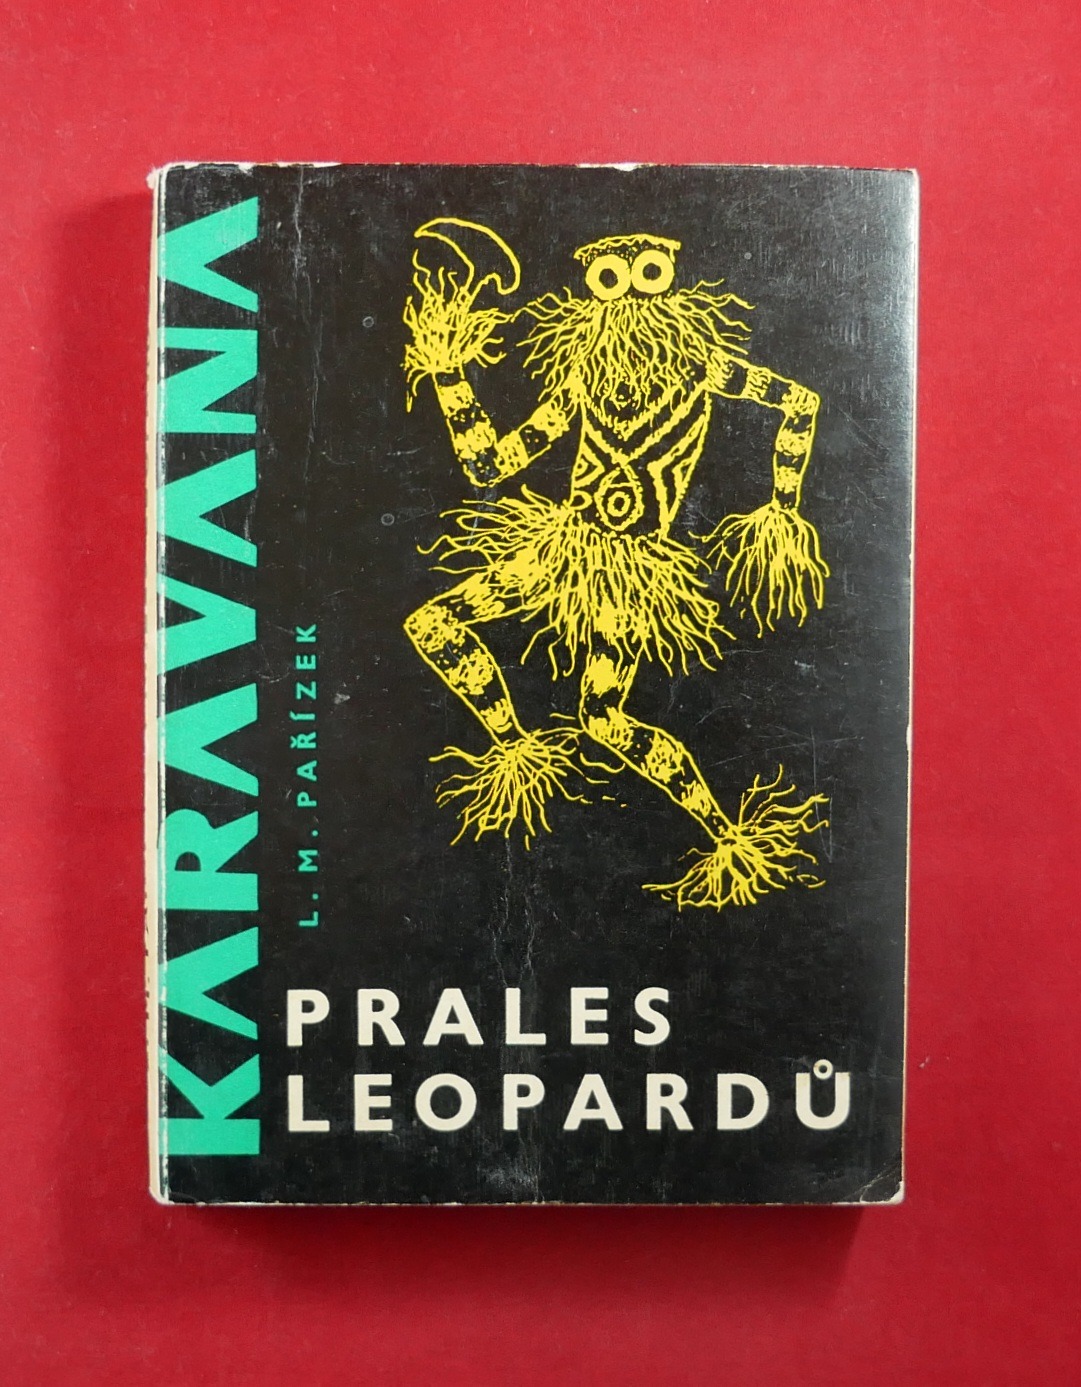 KARAVANA
L. M. PAŘÍZEK
PRALES
LEOPARDŮ